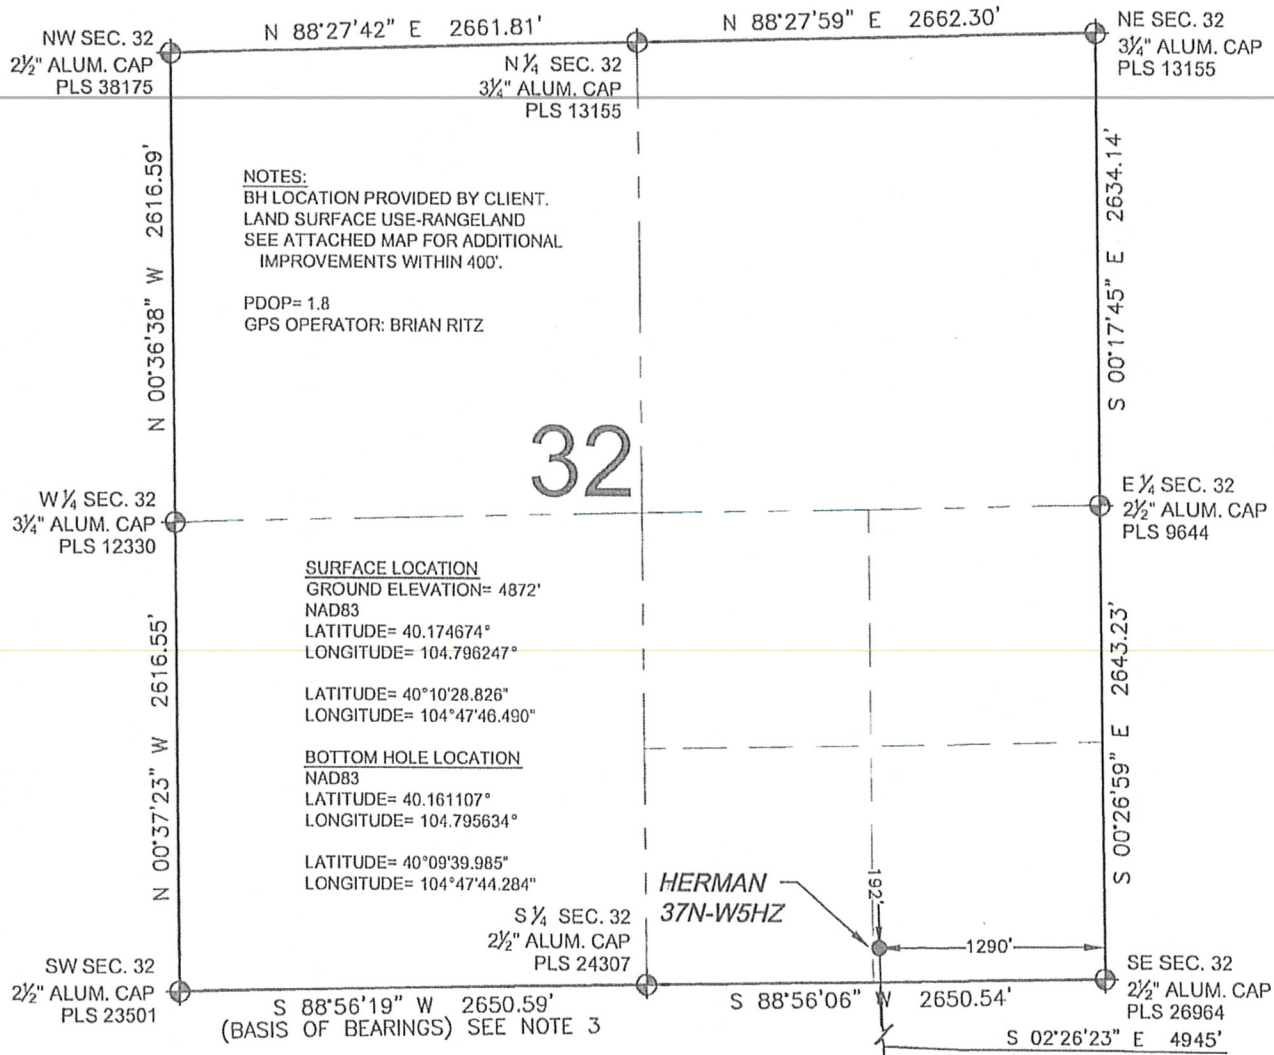 N 88°27'42" E 2661.81'
N 88°27'59" E 2662.30'
NW SEC. 32
2½" ALUM. CAP
PLS 38175
N ¼ SEC. 32
3¼" ALUM. CAP
PLS 13155
NE SEC. 32
3¼" ALUM. CAP
PLS 13155
N 00°36'38" W 2616.59'
NOTES:
BH LOCATION PROVIDED BY CLIENT.
LAND SURFACE USE-RANGELAND
SEE ATTACHED MAP FOR ADDITIONAL
IMPROVEMENTS WITHIN 400'.
PDOP= 1.8
GPS OPERATOR: BRIAN RITZ
S 00°17'45" E 2634.14'
32
W ¼ SEC. 32
3¼" ALUM. CAP
PLS 12330
E ¼ SEC. 32
2½" ALUM. CAP
PLS 9644
N 00°37'23" W 2616.55'
SURFACE LOCATION
GROUND ELEVATION= 4872'
NAD83
LATITUDE= 40.174674°
LONGITUDE= 104.796247°
LATITUDE= 40°10'28.826"
LONGITUDE= 104°47'46.490"
BOTTOM HOLE LOCATION
NAD83
LATITUDE= 40.161107°
LONGITUDE= 104.795634°
LATITUDE= 40°09'39.985"
LONGITUDE= 104°47'44.284"
S 00°26'59" E 2643.23'
HERMAN
37N-W5HZ
192'
1290'
S ¼ SEC. 32
2½" ALUM. CAP
PLS 24307
SW SEC. 32
2½" ALUM. CAP
PLS 23501
SE SEC. 32
2½" ALUM. CAP
PLS 26964
S 88°56'19" W 2650.59'
(BASIS OF BEARINGS) SEE NOTE 3
S 88°56'06" W 2650.54'
S 02°26'23" E 4945'